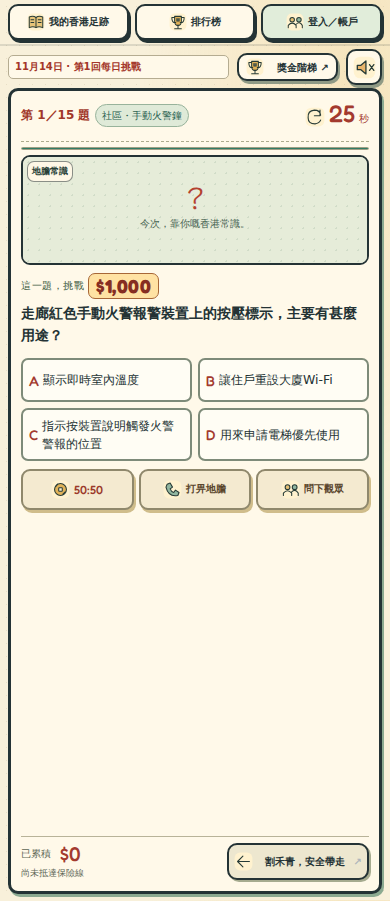 我的香港足跡
排行榜
登入／帳戶
11月14日 · 第1回每日挑戰
獎金階梯 ↗
第 1／15 題
社區 · 手動火警鐘
25 秒
地膽常識
?
今次，靠你嘅香港常識。
這一題，挑戰 $1,000
走廊紅色手動火警報警裝置上的按壓標示，主要有甚麼
用途？
A 顯示即時室內溫度
B 讓住戶重設大廈Wi-Fi
C 指示按裝置說明觸發火警
警報的位置
D 用來申請電梯優先使用
50:50
打畀地膽
問下觀眾
已累積 $0
尚未抵達保險線
← 割禾青，安全帶走 ↗